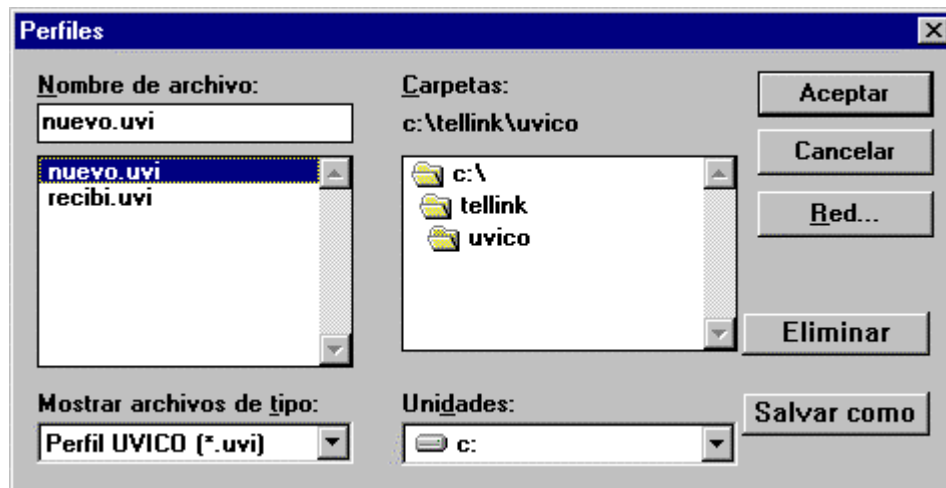 Perfiles
Nombre de archivo:
nuevo.uvi
nuevo.uvi
recibi.uvi
Mostrar archivos de tipo:
Perfil UVICO (*.uvi)
Carpetas:
c:\tellink\uvico
c:\
tellink
uvico
Unidades:
c:
Aceptar
Cancelar
Red...
Eliminar
Salvar como